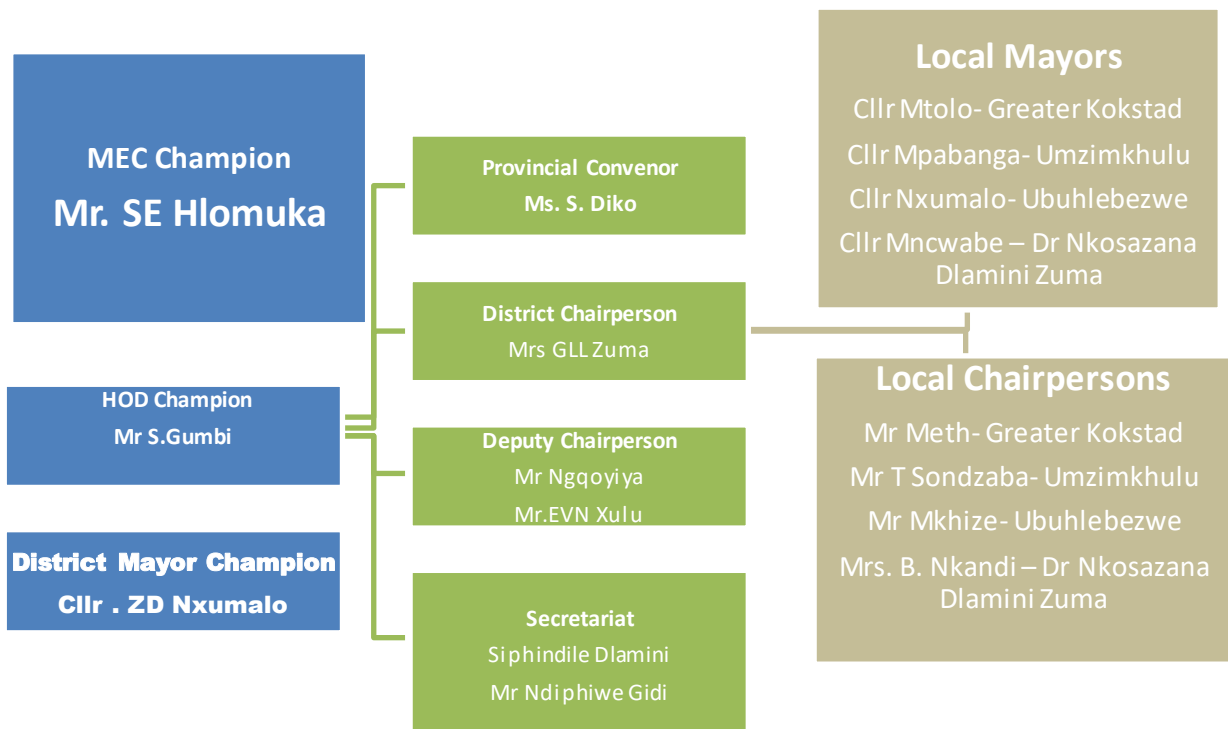 MEC Champion
Mr. SE Hlomuka
HOD Champion
Mr S.Gumbi
District Mayor Champion
Cllr . ZD Nxumalo
Provincial Convenor
Ms. S. Diko
District Chairperson
Mrs GLL Zuma
Deputy Chairperson
Mr Ngqoyiya
Mr.EVN Xulu
Secretariat
Siphindile Dlamini
Mr Ndiphiwe Gidi
Local Mayors
Cllr Mtolo- Greater Kokstad
Cllr Mpabanga- Umzimkhulu
Cllr Nxumalo- Ubuhlebezwe
Cllr Mncwabe – Dr Nkosazana
Dlamini Zuma
Local Chairpersons
Mr Meth- Greater Kokstad
Mr T Sondzaba- Umzimkhulu
Mr Mkhize- Ubuhlebezwe
Mrs. B. Nkandi – Dr Nkosazana
Dlamini Zuma